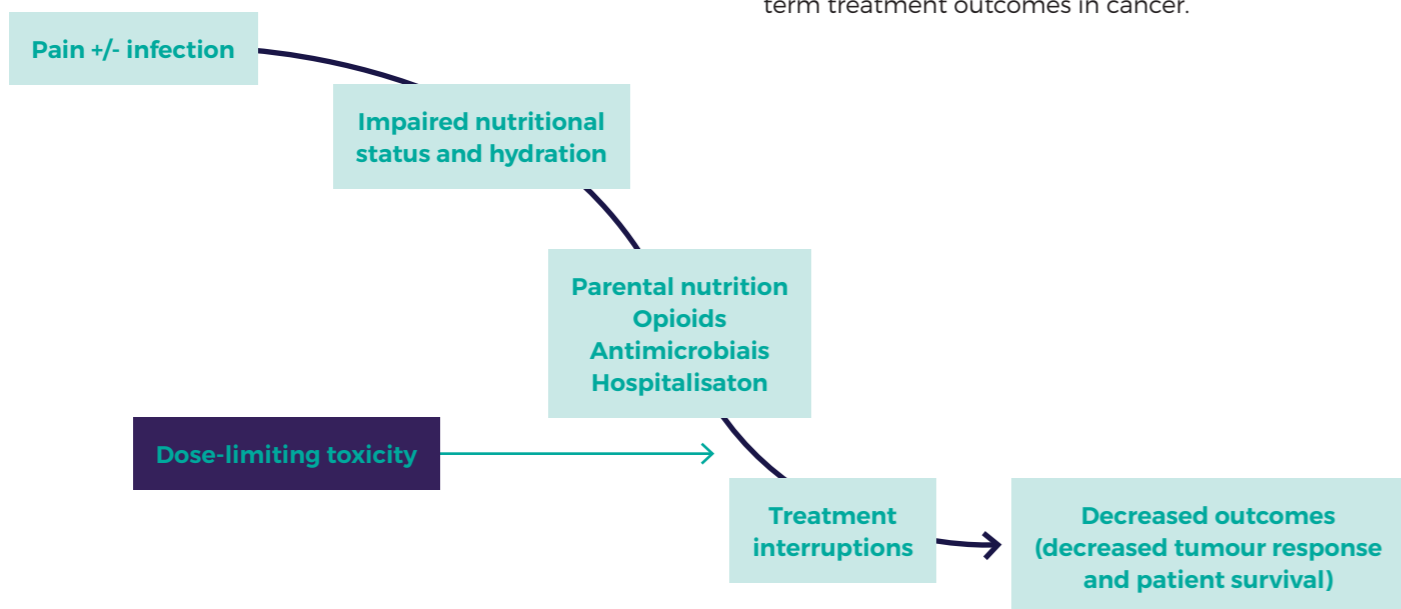 term treatment outcomes in cancer.
Pain +/- infection
Impaired nutritional
status and hydration
Parental nutrition
Opioids
Antimicrobiais
Hospitalisaton
Dose-limiting toxicity
Treatment
interruptions
Decreased outcomes
(decreased tumour response
and patient survival)